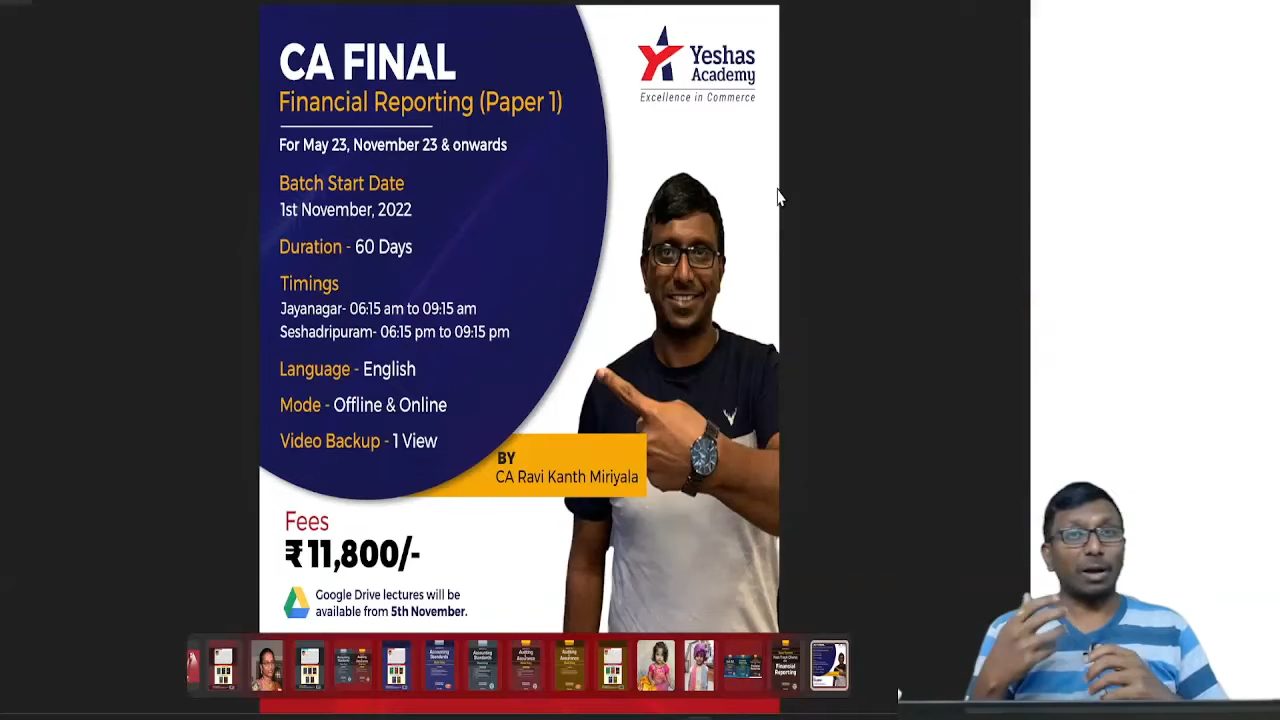 CA FINAL
Financial Reporting (Paper 1)
For May 23, November 23 & onwards
Batch Start Date
1st November, 2022
Duration - 60 Days
Timings
Jayanagar- 06:15 am to 09:15 am
Seshadripuram- 06:15 pm to 09:15 pm
Language - English
Mode - Offline & Online
Video Backup - 1 View
BY
CA Ravi Kanth Miriyala
Fees
₹ 11,800/-
Google Drive lectures will be
available from 5th November.
Yeshas
Academy
Excellence in Commerce